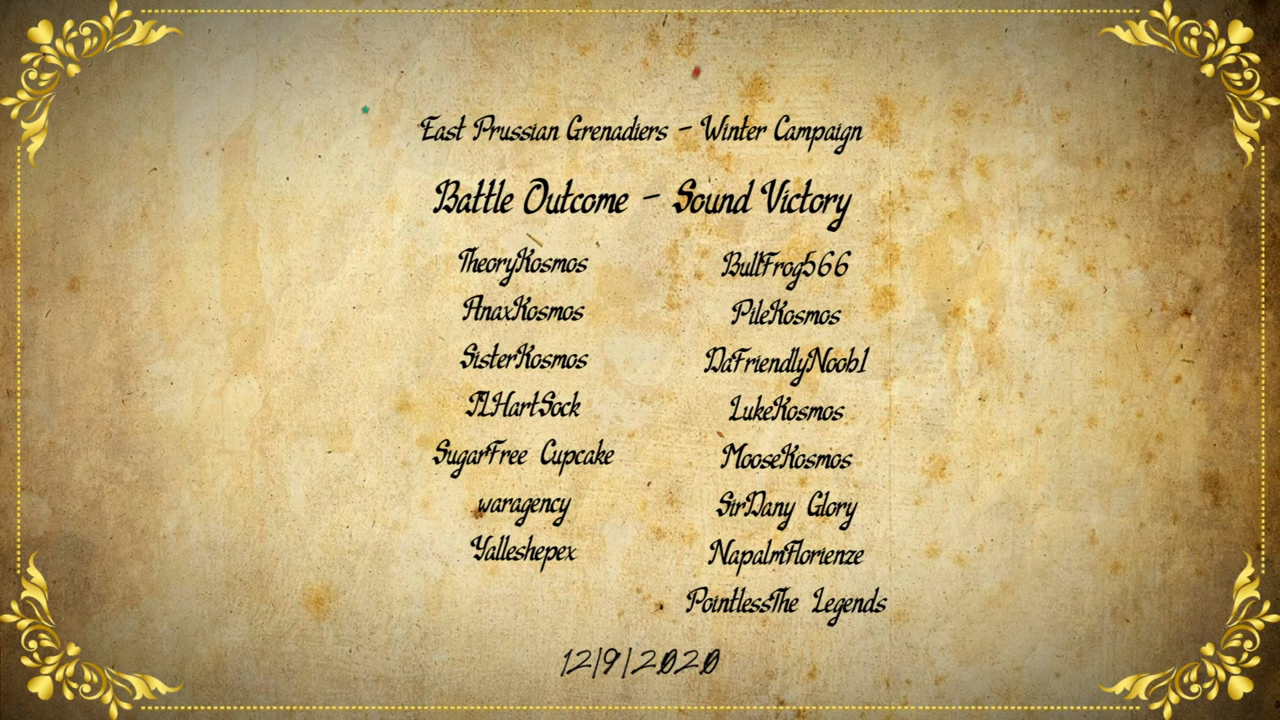 East Prussian Grenadiers - Winter Campaign
Battle Outcome - Sound Victory
TheoryKosmos
AnaxKosmos
SisterKosmos
ILHartSock
SugarFree Cupcake
waragency
Yalleshepex
BullFrog566
PileKosmos
DaFriendlyNoob1
LukeKosmos
MooseKosmos
SirDany Glory
NapalmFlorienze
PointlessThe Legends
12/9/2020